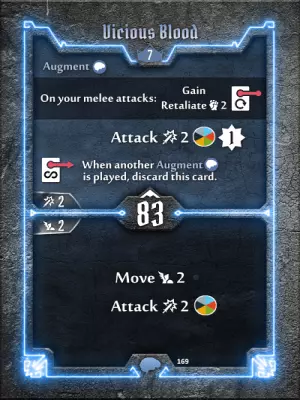 Vicious Blood
7
Augment
On your melee attacks:
Gain
Retaliate 2
Attack 2
1
When another Augment
is played, discard this card.
2
83
2
Move 2
Attack 2
169